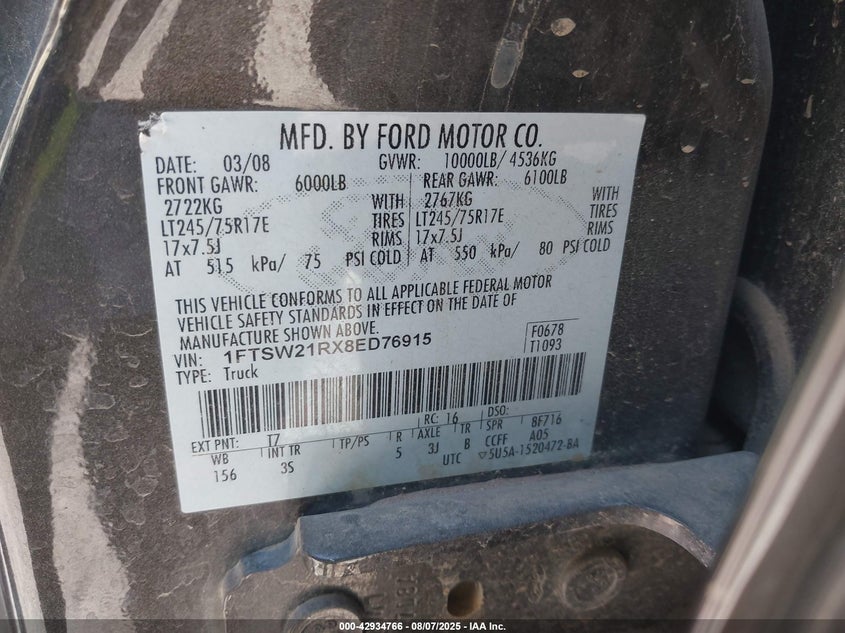 MFD. BY FORD MOTOR CO.
DATE: 03/08 GVWR: 10000LB/ 4536KG
FRONT GAWR: 6000LB REAR GAWR: 6100LB
2722KG WITH 2767KG WITH
LT245/75R17E TIRES LT245/75R17E TIRES
17x7.5J RIMS 17x7.5J RIMS
AT 515 kPa/ 75 PSI COLD AT 550 kPa/ 80 PSI COLD
THIS VEHICLE CONFORMS TO ALL APPLICABLE FEDERAL MOTOR
VEHICLE SAFETY STANDARDS IN EFFECT ON THE DATE OF
MANUFACTURE SHOWN ABOVE.
VIN: 1FTSW21RX8ED76915
F0678
T1093
TYPE: Truck
RC: 16 DSO:
EXT PNT: T7 8F716
WB INT TR TP/PS R AXLE TR SPR A05
156 3S 5 3J B CCFF
UTC ▽5U5A-1520472-BA
000-42934766 - 08/07/2025 - IAA Inc.